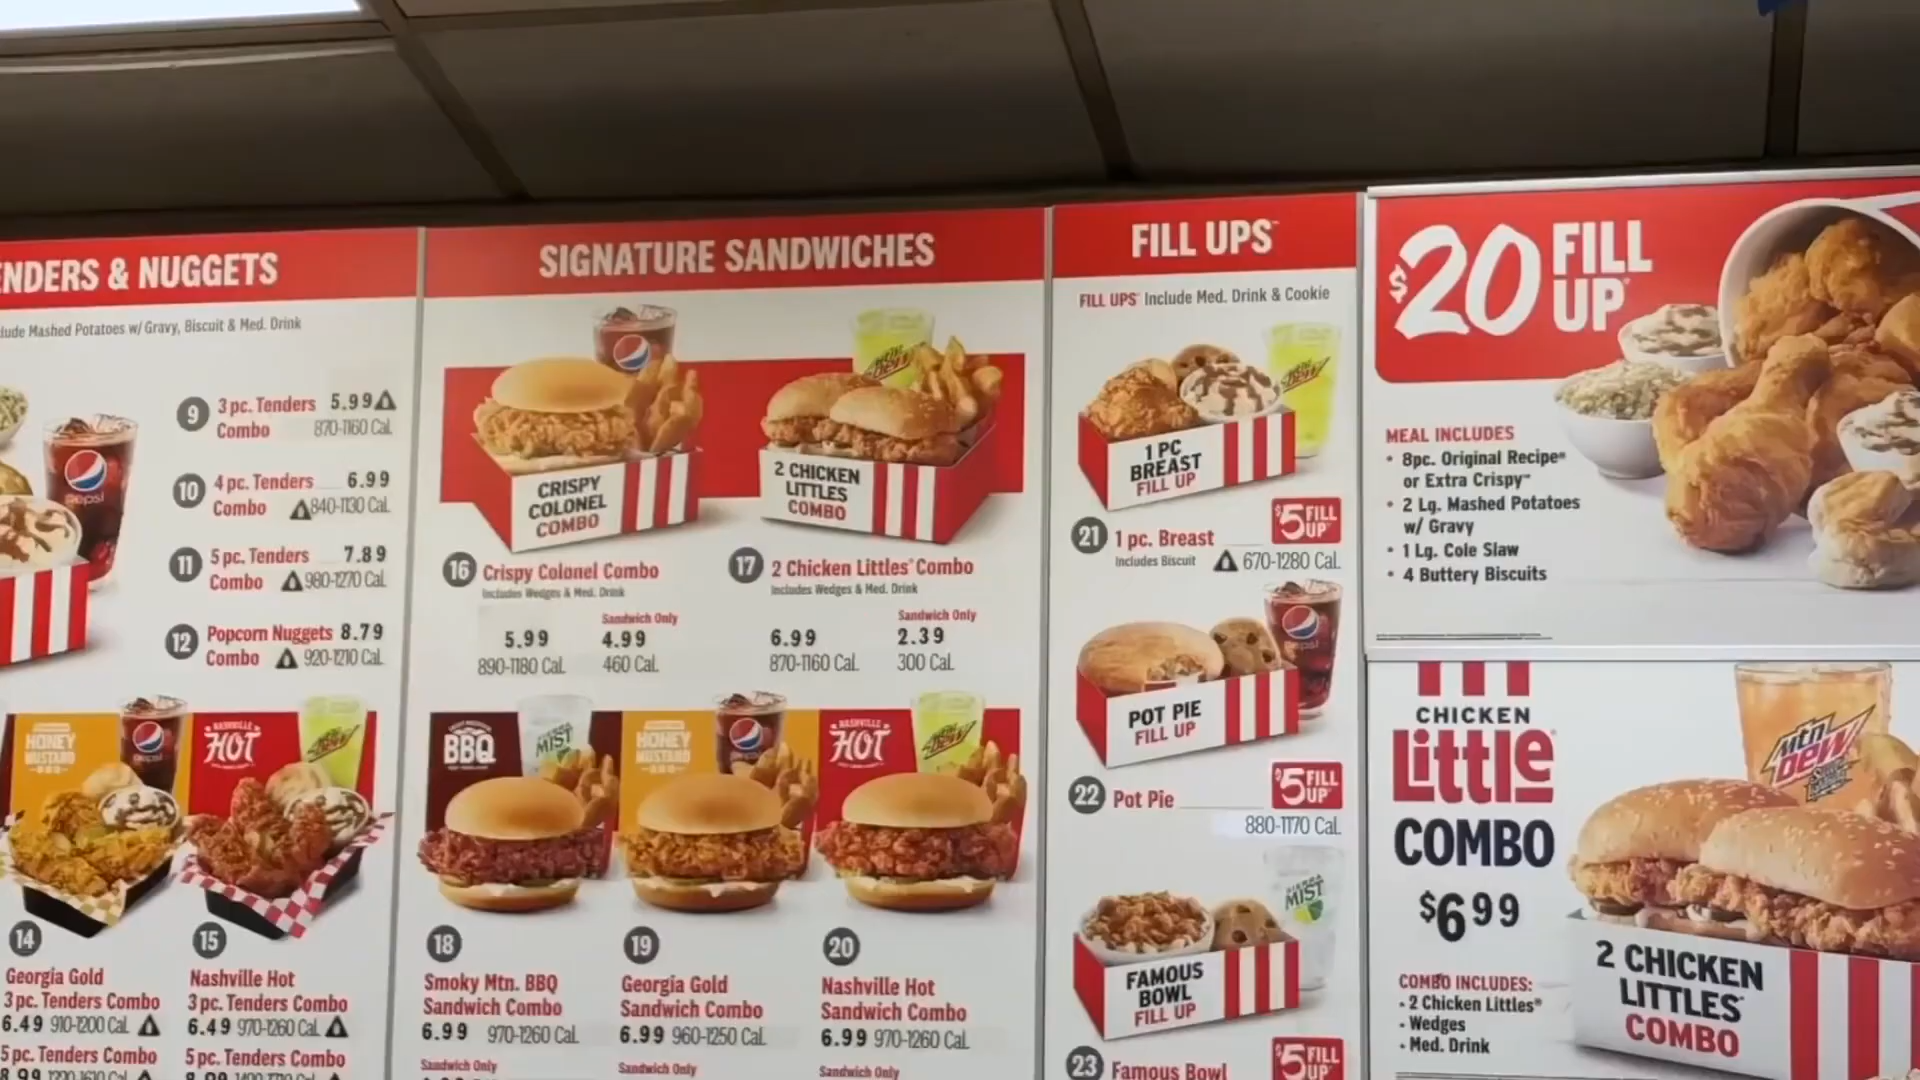 & NUGGETS
Mashed Potatoes w/ Gravy, Biscuit & Med. Drink
9
3 pc. Tenders 5.99
Combo 870-1160 Cal.
10
4 pc. Tenders 6.99
Combo 840-1130 Cal.
11
5 pc. Tenders 7.89
Combo 980-1270 Cal.
12
Popcorn Nuggets 8.79
Combo 920-1210 Cal.
pepsi
HONEY
MUSTARD
NASHVILLE
HOT
14
Georgia Gold
3 pc. Tenders Combo
6.49 910-1200 Cal.
5 pc. Tenders Combo
15
Nashville Hot
3 pc. Tenders Combo
6.49 970-1260 Cal.
5 pc. Tenders Combo
SIGNATURE SANDWICHES
CRISPY
COLONEL
COMBO
2 CHICKEN
LITTLES
COMBO
16
Crispy Colonel Combo
Includes Wedges & Med. Drink
Sandwich Only
5.99 4.99
890-1180 Cal. 460 Cal.
17
2 Chicken Littles® Combo
Includes Wedges & Med. Drink
Sandwich Only
6.99 2.39
870-1160 Cal. 300 Cal.
BBQ
MIST
HONEY
MUSTARD
NASHVILLE
HOT
18
Smoky Mtn. BBQ
Sandwich Combo
6.99 970-1260 Cal.
Sandwich Only
19
Georgia Gold
Sandwich Combo
6.99 960-1250 Cal.
Sandwich Only
20
Nashville Hot
Sandwich Combo
6.99 970-1260 Cal.
Sandwich Only
FILL UPS™
FILL UPS™ Include Med. Drink & Cookie
1 PC
BREAST
FILL UP
$5 FILL UP™
21
1 pc. Breast
Includes Biscuit 670-1280 Cal.
POT PIE
FILL UP
$5 FILL UP™
22
Pot Pie
880-1170 Cal.
SIERRA
MIST
FAMOUS
BOWL
FILL UP
23
Famous Bowl
$5 FILL UP™
$20 FILL UP™
MEAL INCLUDES
• 8pc. Original Recipe®
or Extra Crispy™
• 2 Lg. Mashed Potatoes
w/ Gravy
• 1 Lg. Cole Slaw
• 4 Buttery Biscuits
CHICKEN
Little®
COMBO
$6.99
COMBO INCLUDES:
• 2 Chicken Littles®
• Wedges
• Med. Drink
mtn
DEW
2 CHICKEN
LITTLES®
COMBO